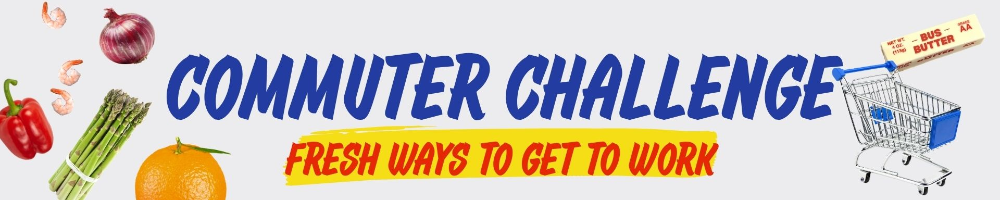 COMMUTER CHALLENGE
FRESH WAYS TO GET TO WORK
NET WT.
4 OZ.
(113g)
– BUS –
BUTTER
GRADE
AA